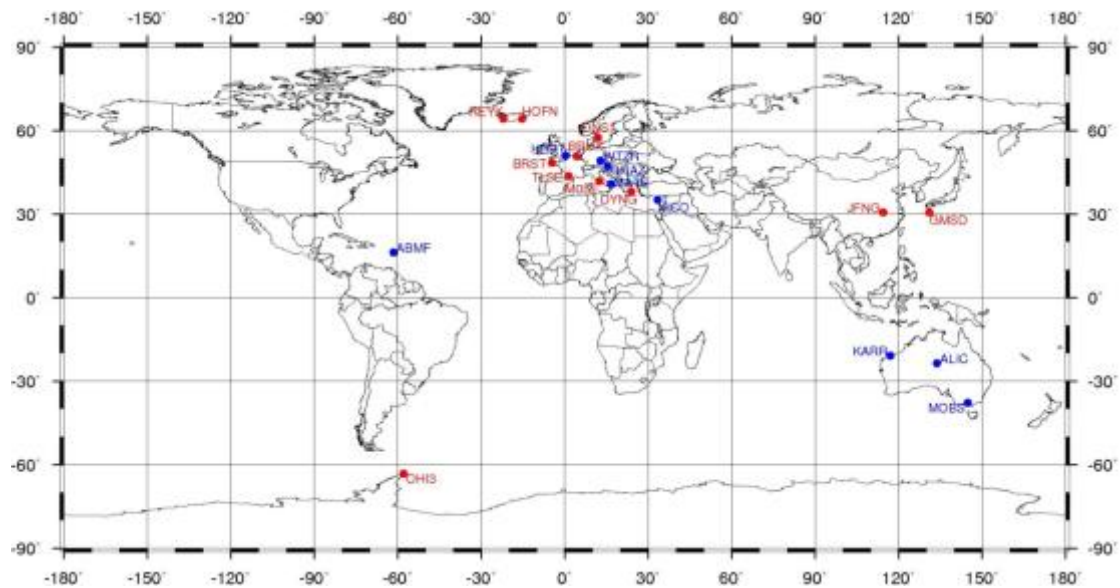 -180˚ -150˚ -120˚ -90˚ -60˚ -30˚ 0˚ 30˚ 60˚ 90˚ 120˚ 150˚ 180˚
90˚ 90˚
REYK HOFN
60˚ 60˚
BRST
TLSE
DYNG
JFNG GMSD
30˚ 30˚
ABMF
0˚ 0˚
KARR ALIC
-30˚ -30˚
MOBS
-60˚ -60˚
OHI3
-90˚ -90˚
-180˚ -150˚ -120˚ -90˚ -60˚ -30˚ 0˚ 30˚ 60˚ 90˚ 120˚ 150˚ 180˚